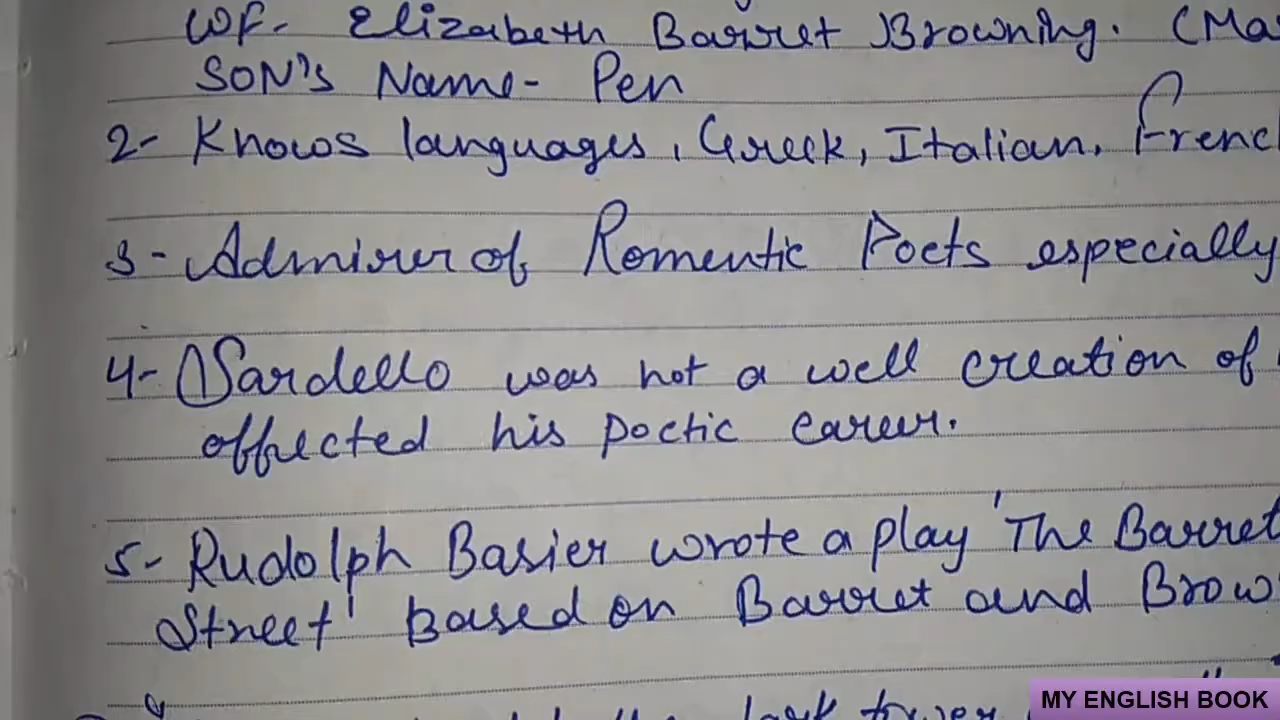 WF- Elizabeth Barret Browning. (Ma
SON's Name- Pen
2- Knows languages, Greek, Italian, Frenc
3- Admirer of Romentic Poets especially
4- Sardello was not a well creation of
offected his poetic career.
5- Rudolph Basier wrote a play 'The Barret
Street' based on Barret and Brow
MY ENGLISH BOOK